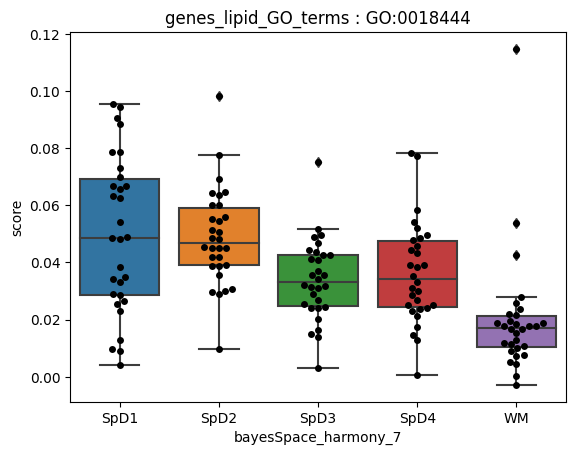 genes_lipid_GO_terms : GO:0018444
0.12
0.10
0.08
0.06
0.04
0.02
0.00
score
SpD1 SpD2 SpD3 SpD4 WM
bayesSpace_harmony_7